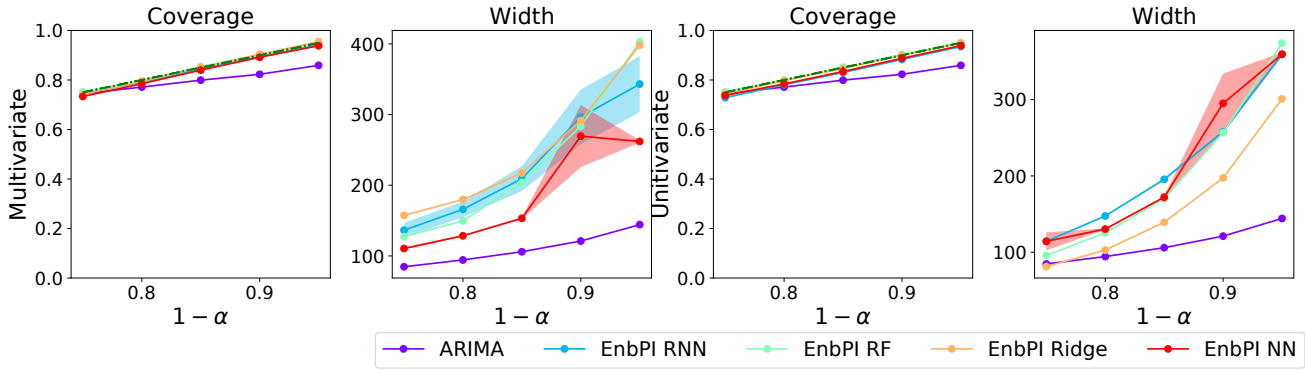 Coverage
Width
Coverage
Width
Multivariate
1.0
0.8
0.6
0.4
0.2
0.0
0.8
0.9
1 − α
400
300
200
100
0.8
0.9
1 − α
Unitivariate
1.0
0.8
0.6
0.4
0.2
0.0
0.8
0.9
1 − α
300
200
100
0.8
0.9
1 − α
ARIMA
EnbPI RNN
EnbPI RF
EnbPI Ridge
EnbPI NN